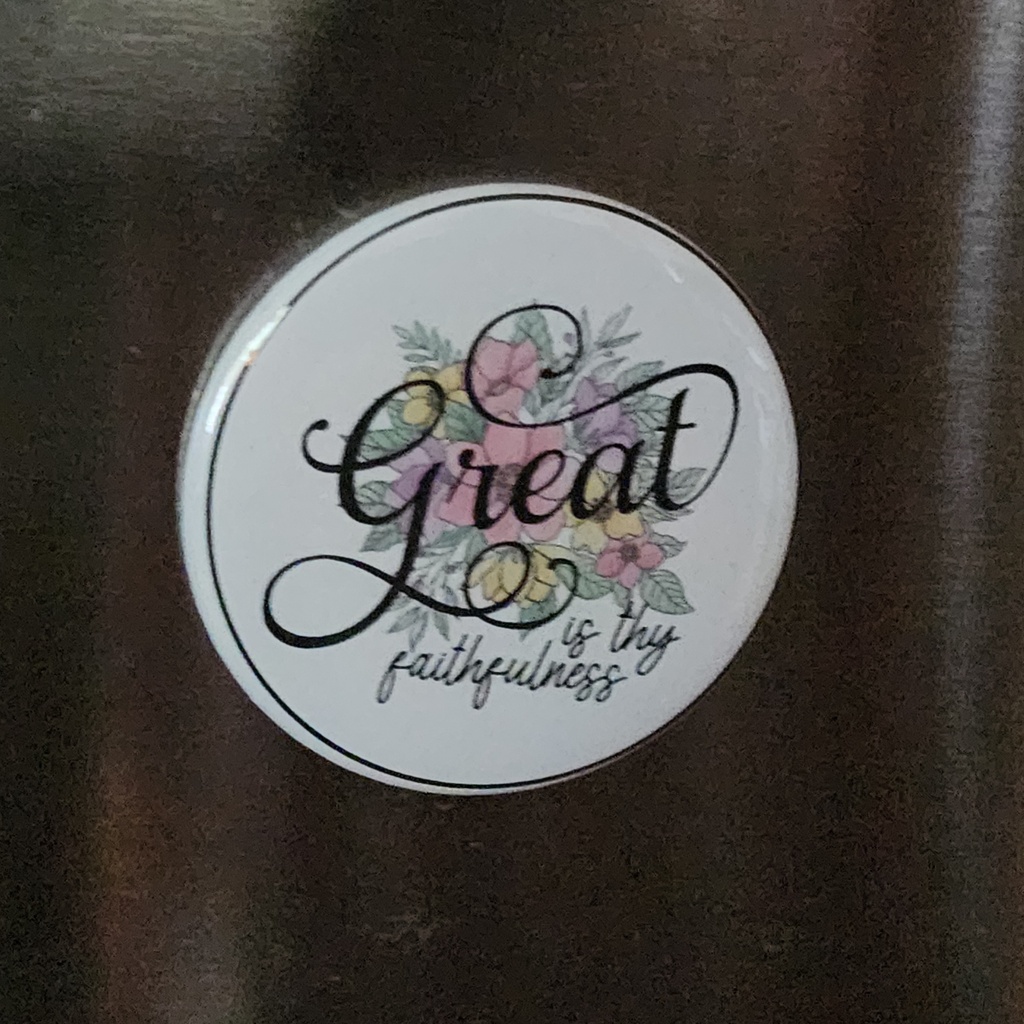 Great
is thy
faithfulness